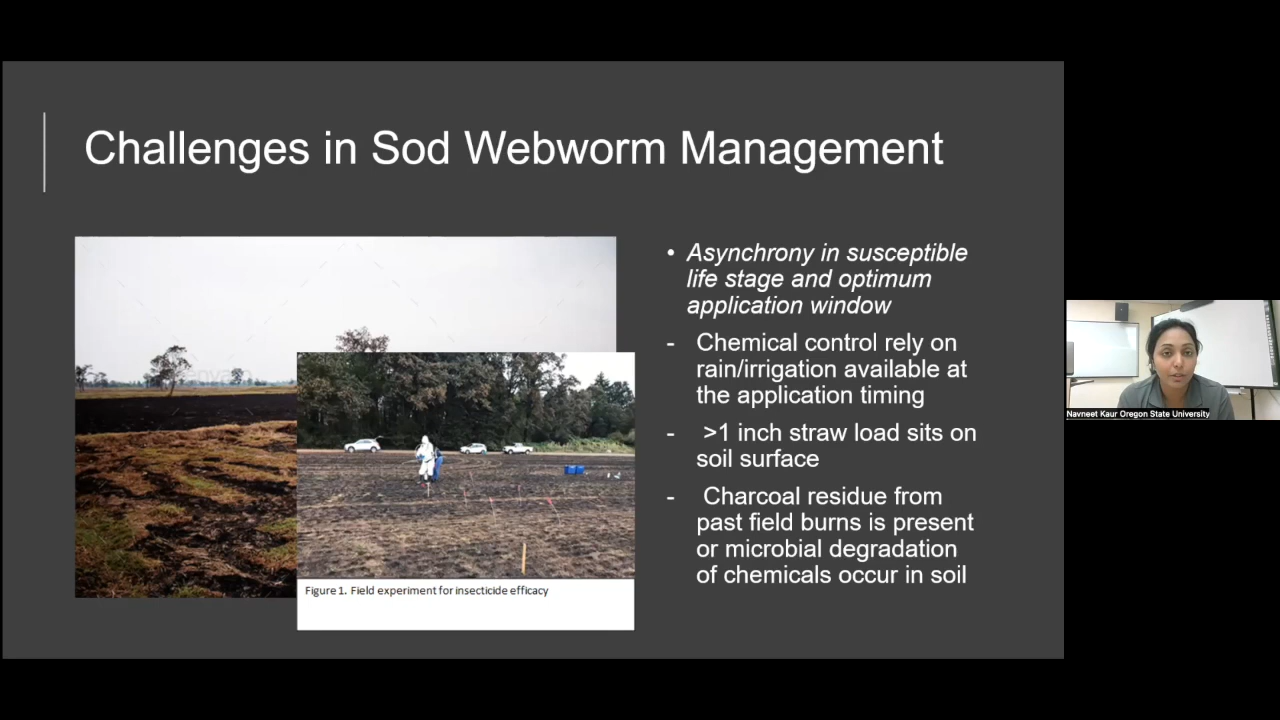 Challenges in Sod Webworm Management
• Asynchrony in susceptible
life stage and optimum
application window
- Chemical control rely on
rain/irrigation available at
the application timing
- >1 inch straw load sits on
soil surface
- Charcoal residue from
past field burns is present
or microbial degradation
of chemicals occur in soil
Figure 1. Field experiment for insecticide efficacy
Navneet Kaur Oregon State University